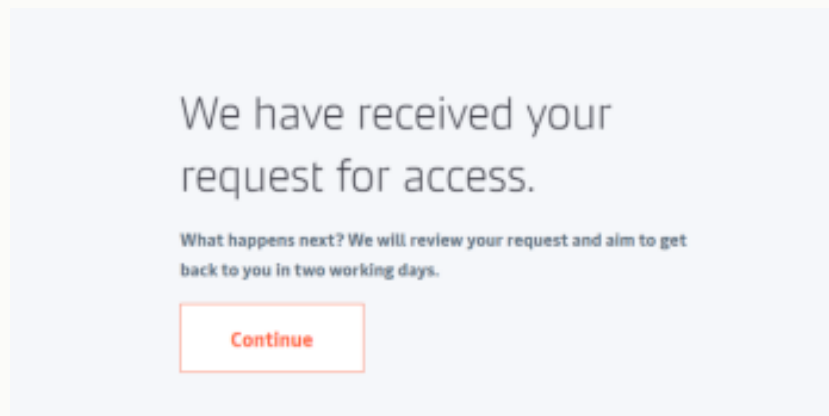 We have received your
request for access.
What happens next? We will review your request and aim to get
back to you in two working days.
Continue